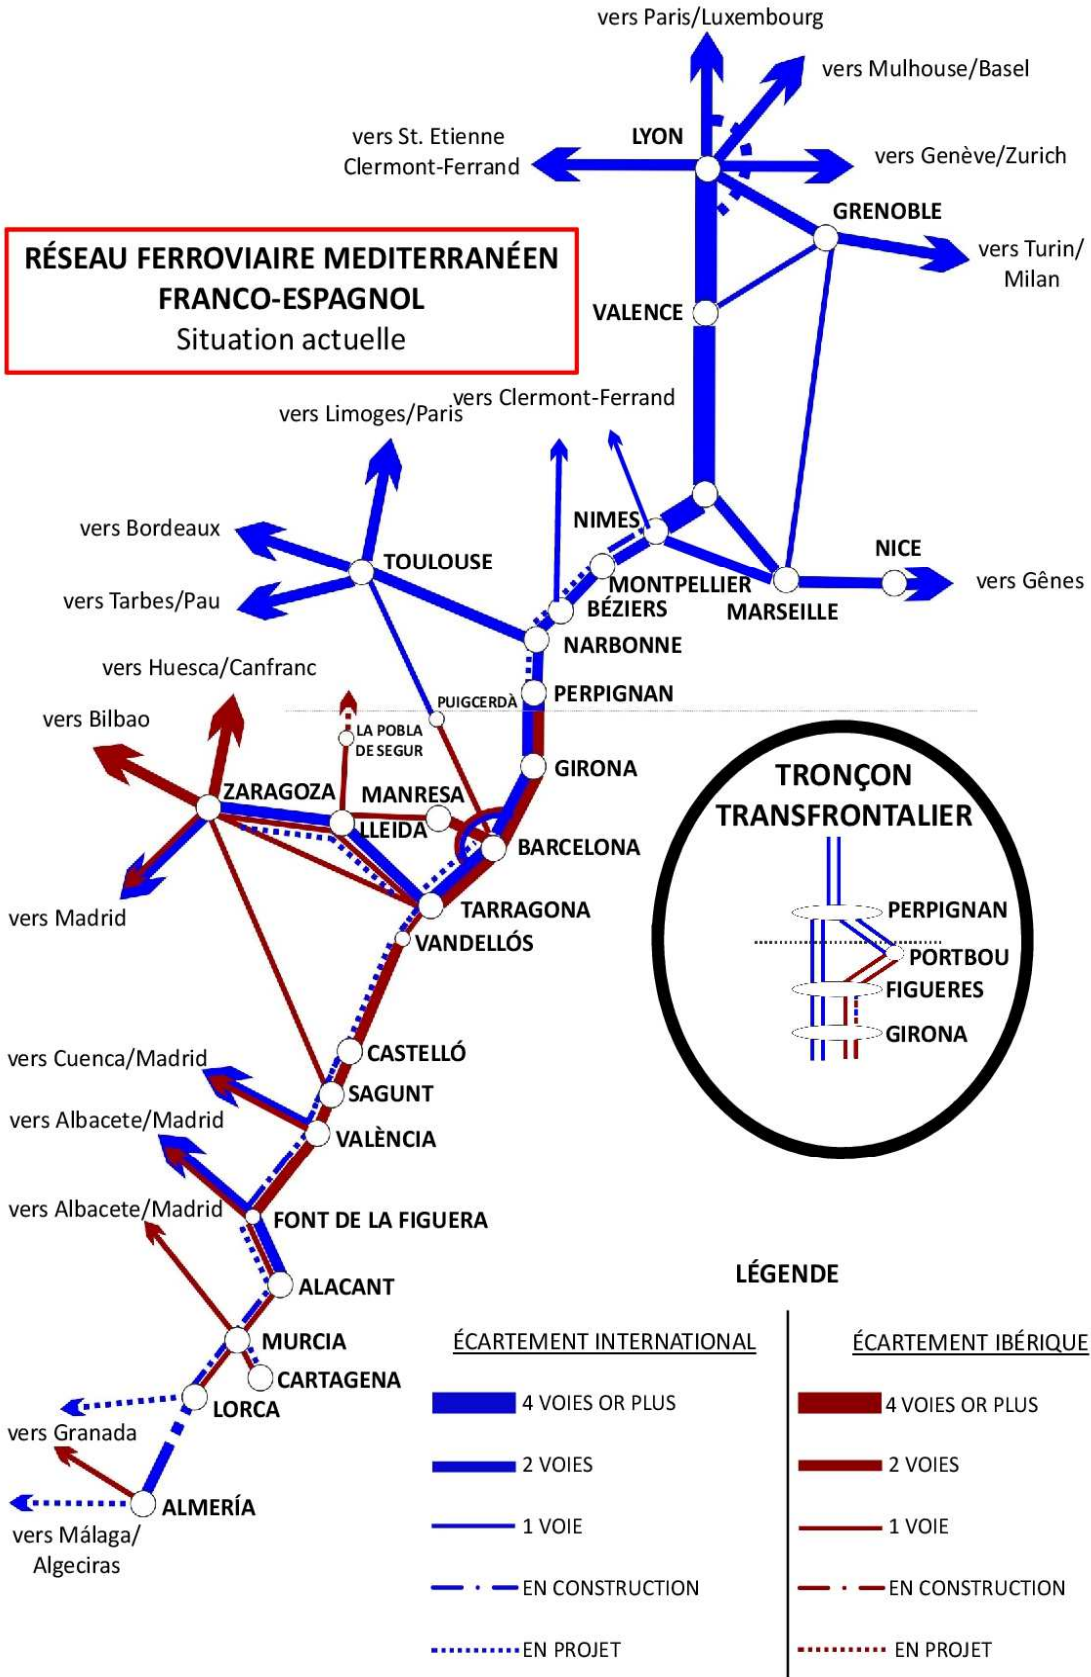 vers Paris/Luxembourg
vers Mulhouse/Basel
LYON
vers St. Etienne
Clermont-Ferrand
vers Genève/Zurich
GRENOBLE
vers Turin/
Milan
RÉSEAU FERROVIAIRE MEDITERRANÉEN
FRANCO-ESPAGNOL
Situation actuelle
VALENCE
vers Clermont-Ferrand
vers Limoges/Paris
NIMES
vers Bordeaux
TOULOUSE
NICE
MONTPELLIER
vers Gênes
vers Tarbes/Pau
BÉZIERS
MARSEILLE
NARBONNE
vers Huesca/Canfranc
PERPIGNAN
PUIGCERDÀ
vers Bilbao
LA POBLA
DE SEGUR
GIRONA
ZARAGOZA
MANRESA
LLEIDA
BARCELONA
TARRAGONA
vers Madrid
VANDELLÓS
TRONÇON
TRANSFRONTALIER
PERPIGNAN
PORTBOU
FIGUERES
GIRONA
CASTELLÓ
vers Cuenca/Madrid
SAGUNT
vers Albacete/Madrid
VALÈNCIA
vers Albacete/Madrid
FONT DE LA FIGUERA
ALACANT
MURCIA
CARTAGENA
LORCA
vers Granada
ALMERÍA
vers Málaga/
Algeciras
LÉGENDE
ÉCARTEMENT INTERNATIONAL
4 VOIES OR PLUS
2 VOIES
1 VOIE
EN CONSTRUCTION
EN PROJET
ÉCARTEMENT IBÉRIQUE
4 VOIES OR PLUS
2 VOIES
1 VOIE
EN CONSTRUCTION
EN PROJET